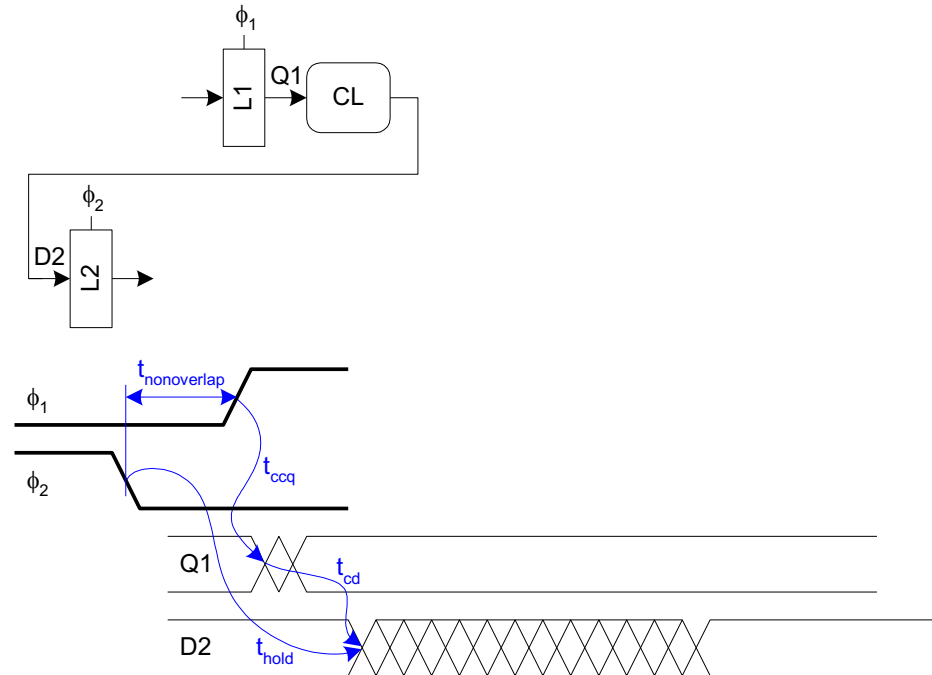 ϕ1
L1
Q1
CL
ϕ2
D2
L2
tnonoverlap
ϕ1
ϕ2
tccq
Q1
tcd
D2
thold